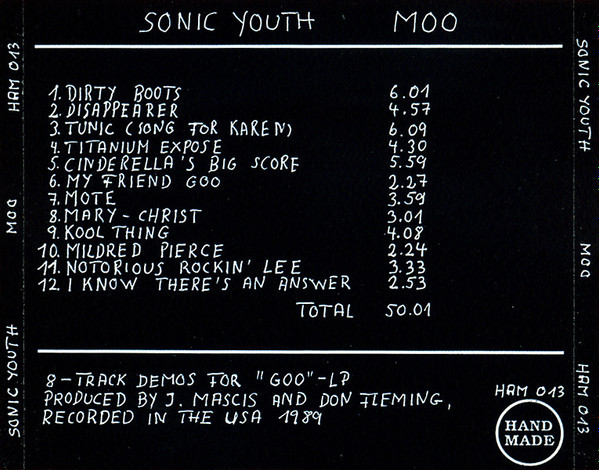 SONIC YOUTH MOO
1. DIRTY BOOTS 6.01
2. DISAPPEARER 4.57
3. TUNIC (SONG FOR KAREN) 6.09
4. TITANIUM EXPOSE 4.30
5. CINDERELLA'S BIG SCORE 5.59
6. MY FRIEND GOO 2.27
7. MOTE 3.59
8. MARY-CHRIST 3.01
9. KOOL THING 4.08
10. MILDRED PIERCE 2.24
11. NOTORIOUS ROCKIN' LEE 3.33
12. I KNOW THERE'S AN ANSWER 2.53
TOTAL 50.01
8-TRACK DEMOS FOR "GOO"-LP
PRODUCED BY J. MASCIS AND DON FLEMING,
RECORDED IN THE USA 1989
HAM 013
HAND
MADE
SONIC YOUTH MOO HAM 013
SONIC YOUTH MOO HAM 013